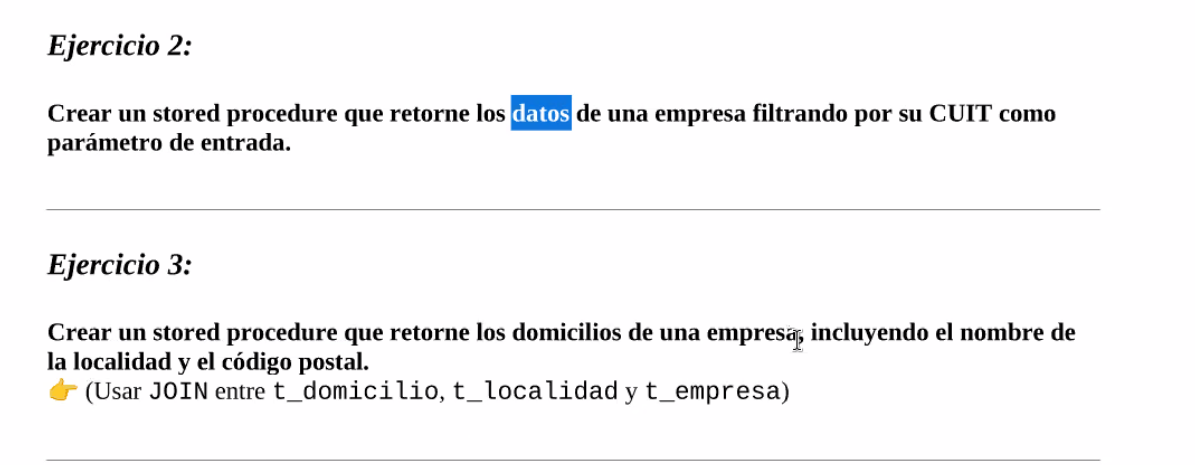 Ejercicio 2:
Crear un stored procedure que retorne los datos de una empresa filtrando por su CUIT como
parámetro de entrada.
Ejercicio 3:
Crear un stored procedure que retorne los domicilios de una empresa, incluyendo el nombre de
la localidad y el código postal.
👉 (Usar JOIN entre t_domicilio, t_localidad y t_empresa)